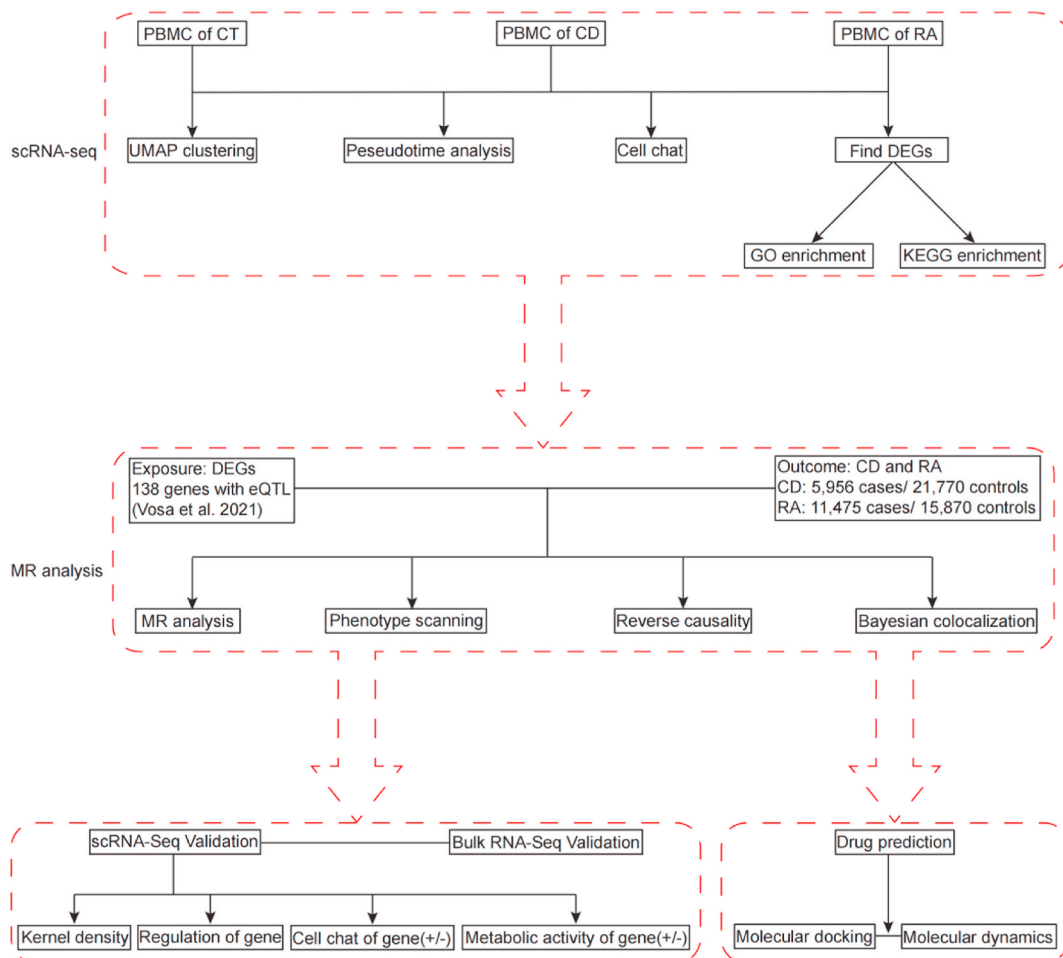 PBMC of CT
PBMC of CD
PBMC of RA
scRNA-seq
UMAP clustering
Peseudotime analysis
Cell chat
Find DEGs
GO enrichment
KEGG enrichment
Exposure: DEGs
138 genes with eQTL
(Vosa et al. 2021)
Outcome: CD and RA
CD: 5,956 cases/ 21,770 controls
RA: 11,475 cases/ 15,870 controls
MR analysis
MR analysis
Phenotype scanning
Reverse causality
Bayesian colocalization
scRNA-Seq Validation
Bulk RNA-Seq Validation
Drug prediction
Kernel density
Regulation of gene
Cell chat of gene(+/-)
Metabolic activity of gene(+/-)
Molecular docking
Molecular dynamics